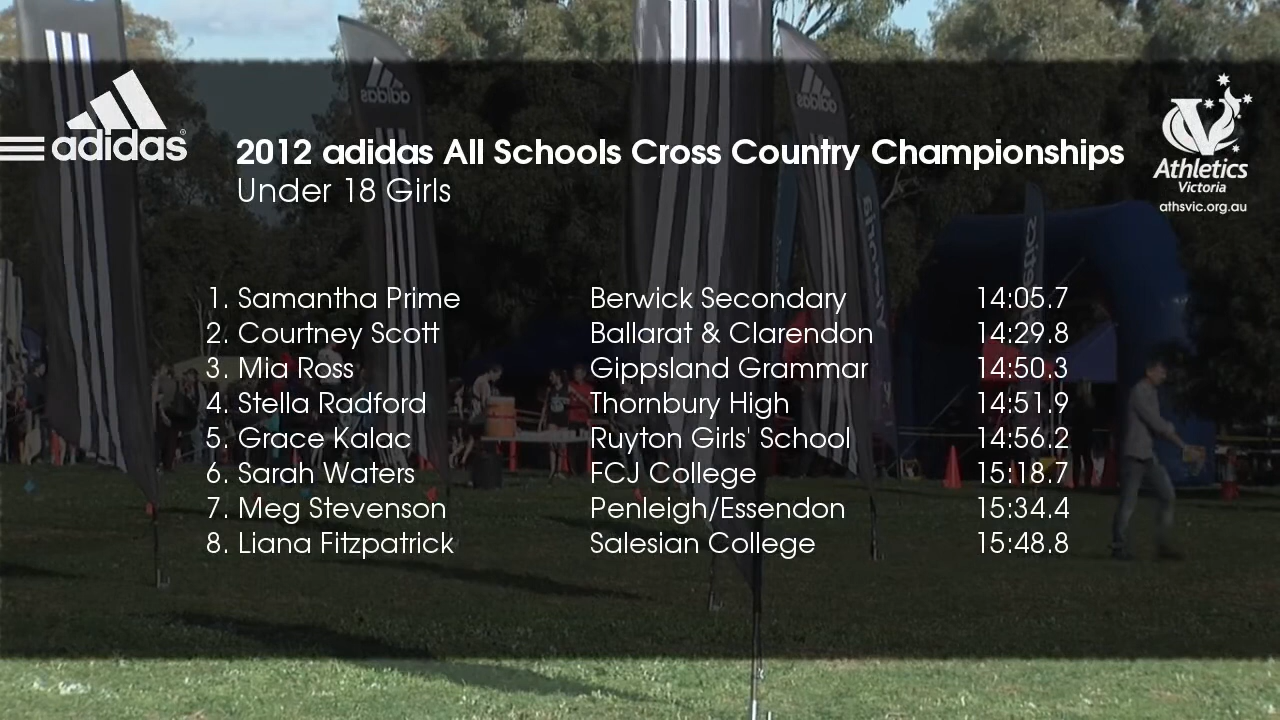 adidas
2012 adidas All Schools Cross Country Championships
Under 18 Girls
Athletics
Victoria
athsvic.org.au
1. Samantha Prime Berwick Secondary 14:05.7
2. Courtney Scott Ballarat & Clarendon 14:29.8
3. Mia Ross Gippsland Grammar 14:50.3
4. Stella Radford Thornbury High 14:51.9
5. Grace Kalac Ruyton Girls' School 14:56.2
6. Sarah Waters FCJ College 15:18.7
7. Meg Stevenson Penleigh/Essendon 15:34.4
8. Liana Fitzpatrick Salesian College 15:48.8
adidas
adidas